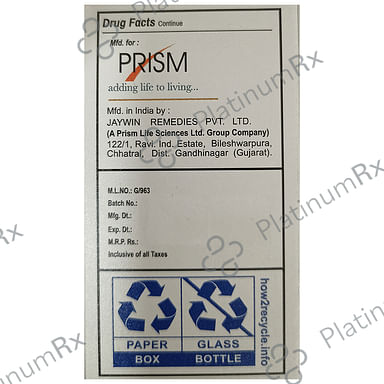 Drug Facts Continue
Mfd. for :
PRISM
adding life to living...
Mfd. in India by :
JAYWIN REMEDIES PVT. LTD.
(A Prism Life Sciences Ltd. Group Company)
122/1, Ravi. Ind. Estate, Bileshwarpura,
Chhatral, Dist. Gandhinagar (Gujarat).
M.L.NO.: G/963
Batch No.:
Mfg. Dt.:
Exp. Dt.:
M.R.P. Rs.:
Inclusive of all Taxes
PAPER
BOX
GLASS
BOTTLE
how2recycle.info
PlatinumRx
PlatinumRx
PlatinumRx
PlatinumRx